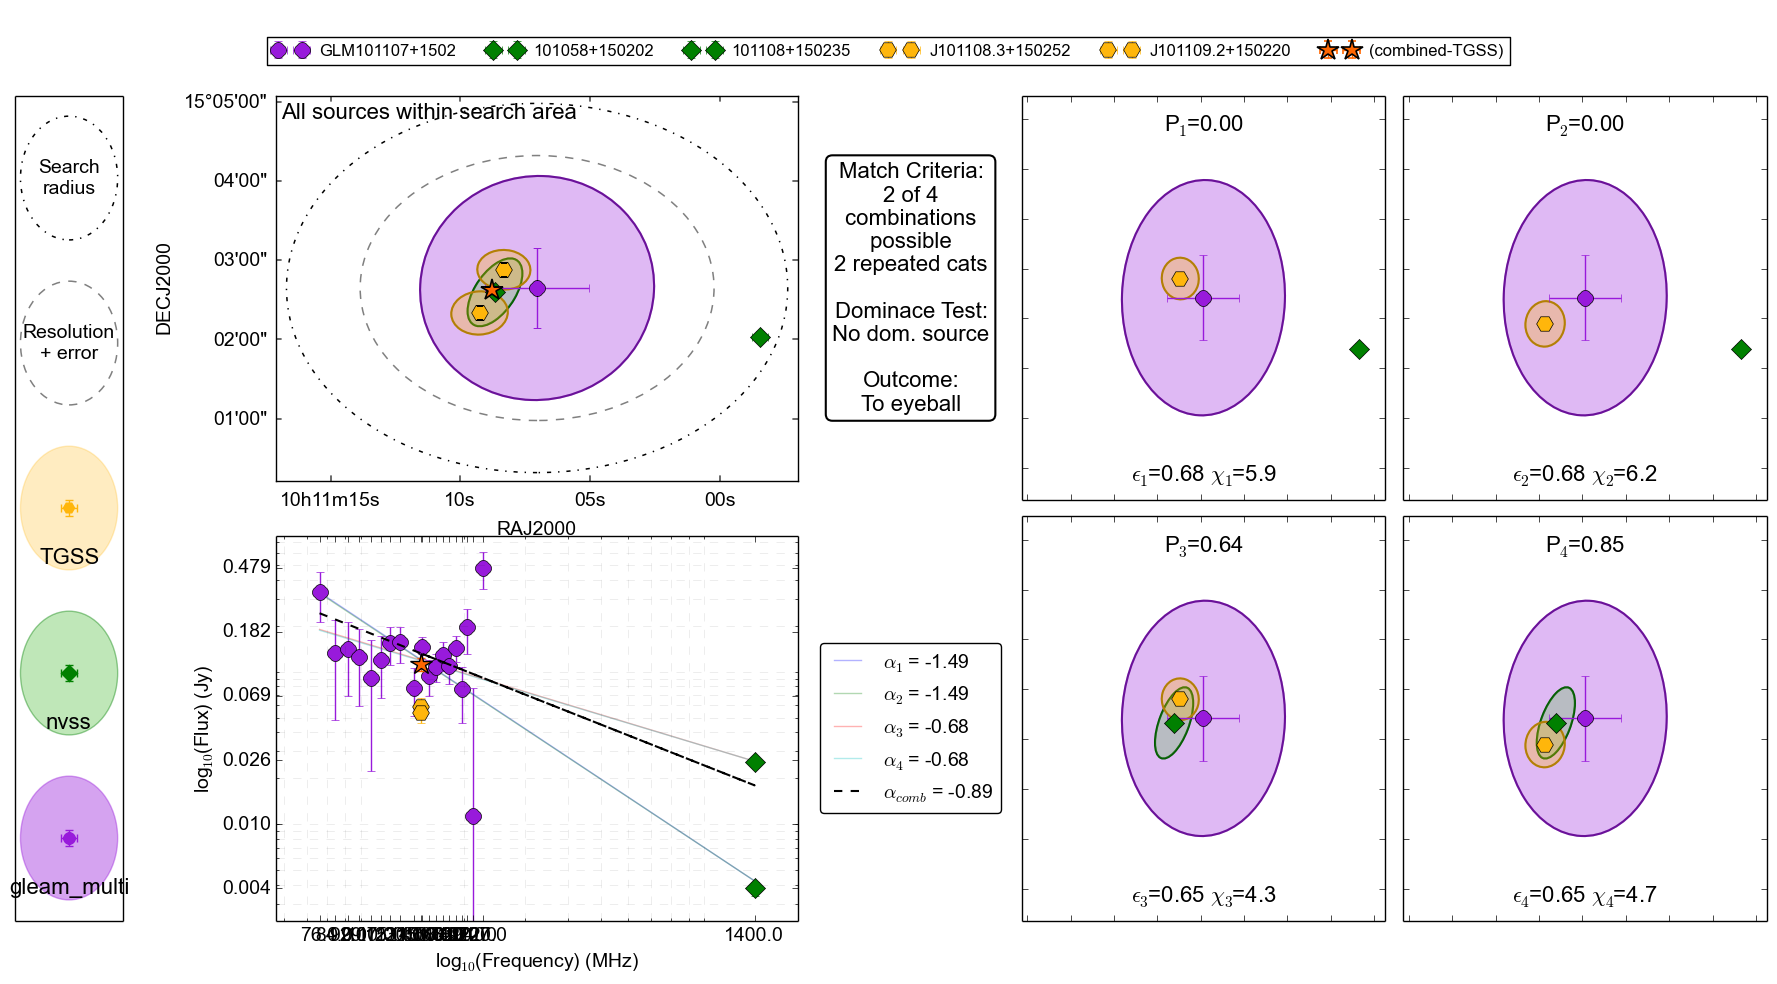 GLM101107+1502 101058+150202 101108+150235 J101108.3+150252 J101109.2+150220 (combined-TGSS)
Search
radius
Resolution
+ error
TGSS
nvss
gleam_multi
All sources within search area
DECJ2000
15°05'00"
04'00"
03'00"
02'00"
01'00"
10h11m15s 10s 05s 00s
RAJ2000
Match Criteria:
2 of 4
combinations
possible
2 repeated cats
Dominace Test:
No dom. source
Outcome:
To eyeball
P1=0.00
ϵ1=0.68 χ1=5.9
P2=0.00
ϵ2=0.68 χ2=6.2
log10(Flux) (Jy)
0.479
0.182
0.069
0.026
0.010
0.004
1400.0
log10(Frequency) (MHz)
α1 = -1.49
α2 = -1.49
α3 = -0.68
α4 = -0.68
αcomb = -0.89
P3=0.64
ϵ3=0.65 χ3=4.3
P4=0.85
ϵ4=0.65 χ4=4.7